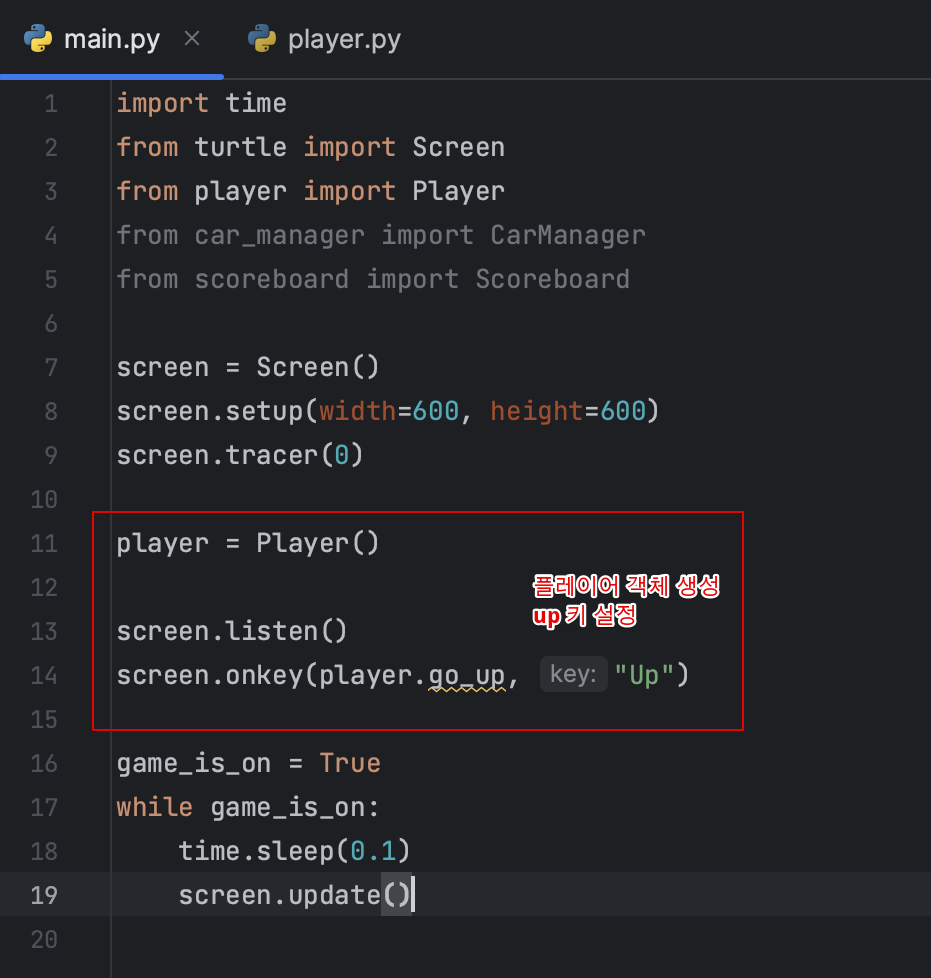 main.py
player.py
1 import time
2 from turtle import Screen
3 from player import Player
4 from car_manager import CarManager
5 from scoreboard import Scoreboard
6
7 screen = Screen()
8 screen.setup(width=600, height=600)
9 screen.tracer(0)
10
11 player = Player()
12
플레이어 객체 생성
up 키 설정
13 screen.listen()
14 screen.onkey(player.go_up, key: "Up")
15
16 game_is_on = True
17 while game_is_on:
18     time.sleep(0.1)
19     screen.update()
20